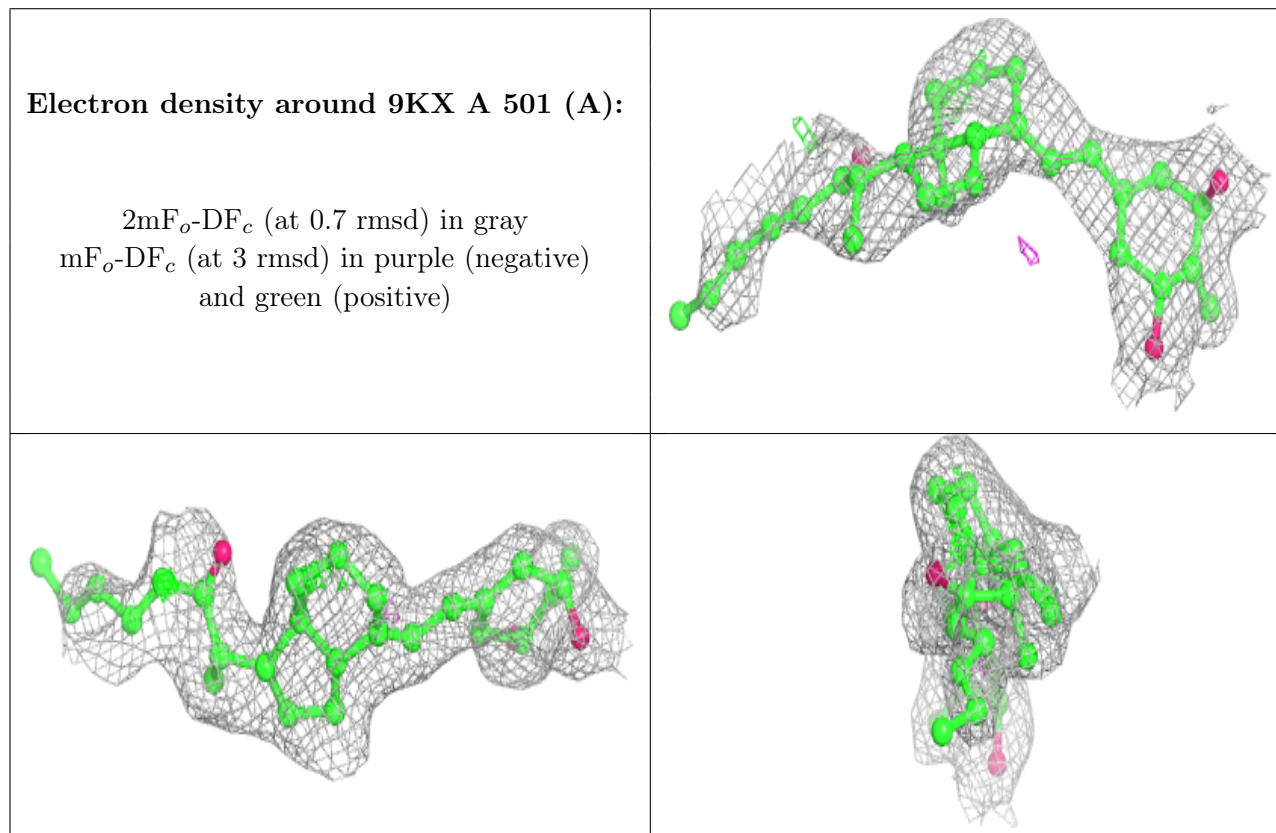 Electron density around 9KX A 501 (A):
2mFₒ-DF𝒸 (at 0.7 rmsd) in gray
mFₒ-DF𝒸 (at 3 rmsd) in purple (negative)
and green (positive)